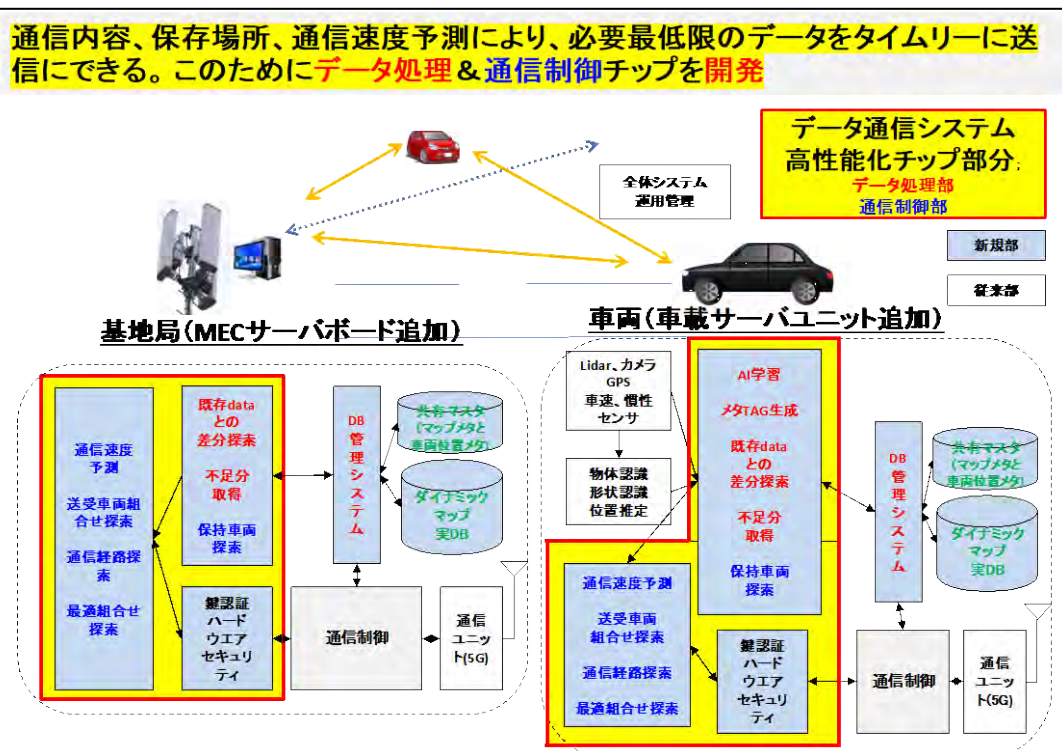 通信内容、保存場所、通信速度予測により、必要最低限のデータをタイムリーに送
信にできる。このためにデータ処理&通信制御チップを開発
データ通信システム
高性能化チップ部分;
データ処理部
通信制御部
全体システム
運用管理
新規部
従来部
基地局(MECサーバボード追加)
車両(車載サーバユニット追加)
通信速度
予測
送受車両組
合せ探索
通信経路探
索
最適組合せ
探索
既存data
との
差分探索
不足分
取得
保持車両
探索
鍵認証
ハード
ウエア
セキュリ
ティ
DB
管
理
シ
ス
テ
ム
共有マスタ
(マップメタと
車両位置メタ)
ダイナミック
マップ
実DB
通信制御
通信
ユニッ
ト(5G)
Lidar、カメラ
GPS
車速、慣性
センサ
物体認識
形状認識
位置推定
AI学習
メタTAG生成
既存data
との
差分探索
不足分
取得
保持車両
探索
通信速度予測
送受車両
組合せ探索
通信経路探索
最適組合せ探索
鍵認証
ハード
ウエア
セキュリ
ティ
DB
管
理
シ
ス
テ
ム
共有マスタ
(マップメタと
車両位置メタ)
ダイナミック
マップ
実DB
通信制御
通信
ユニッ
ト(5G)